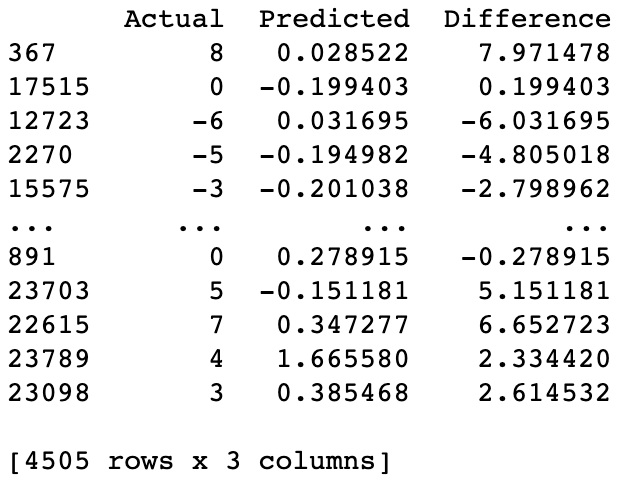 Actual Predicted Difference
367 8 0.028522 7.971478
17515 0 -0.199403 0.199403
12723 -6 0.031695 -6.031695
2270 -5 -0.194982 -4.805018
15575 -3 -0.201038 -2.798962
... ... ... ...
891 0 0.278915 -0.278915
23703 5 -0.151181 5.151181
22615 7 0.347277 6.652723
23789 4 1.665580 2.334420
23098 3 0.385468 2.614532
[4505 rows x 3 columns]